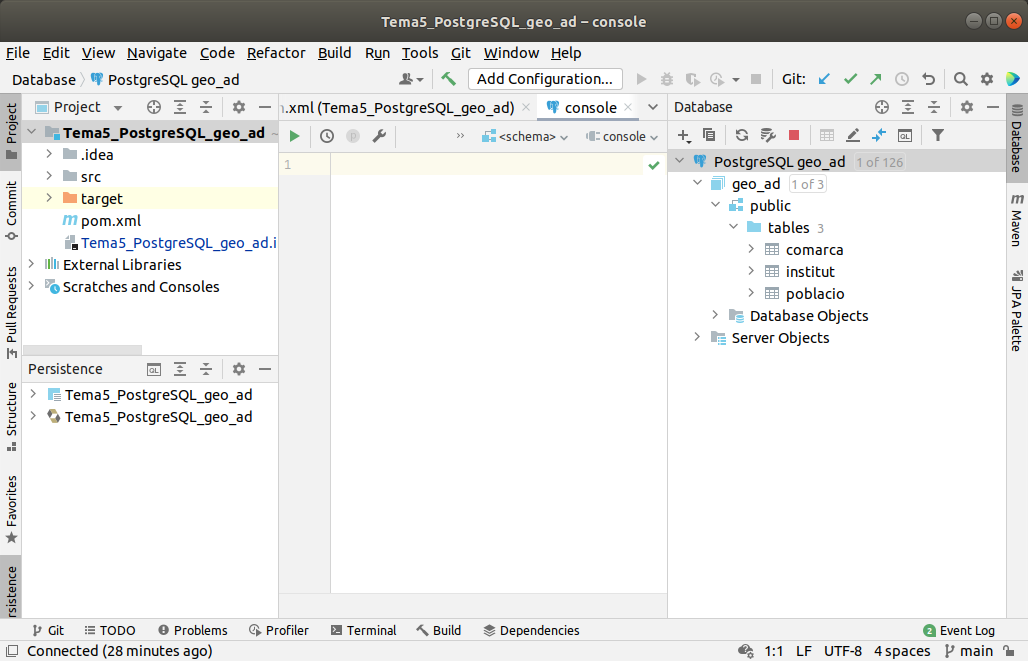 Tema5_PostgreSQL_geo_ad – console
File Edit View Navigate Code Refactor Build Run Tools Git Window Help
Database PostgreSQL geo_ad Add Configuration... Git:
Project
.xml (Tema5_PostgreSQL_geo_ad) console
Database
Tema5_PostgreSQL_geo_ad ~
.idea
src
target
pom.xml
Tema5_PostgreSQL_geo_ad.i
External Libraries
Scratches and Consoles
Persistence
Tema5_PostgreSQL_geo_ad
Tema5_PostgreSQL_geo_ad
>> <schema> console
1
PostgreSQL geo_ad 1 of 126
geo_ad 1 of 3
public
tables 3
comarca
institut
poblacio
Database Objects
Server Objects
Project
Commit
Pull Requests
Structure
Favorites
rsistence
Database
Maven
JPA Palette
Git TODO Problems Profiler Terminal Build Dependencies 2 Event Log
Connected (28 minutes ago) 1:1 LF UTF-8 4 spaces main